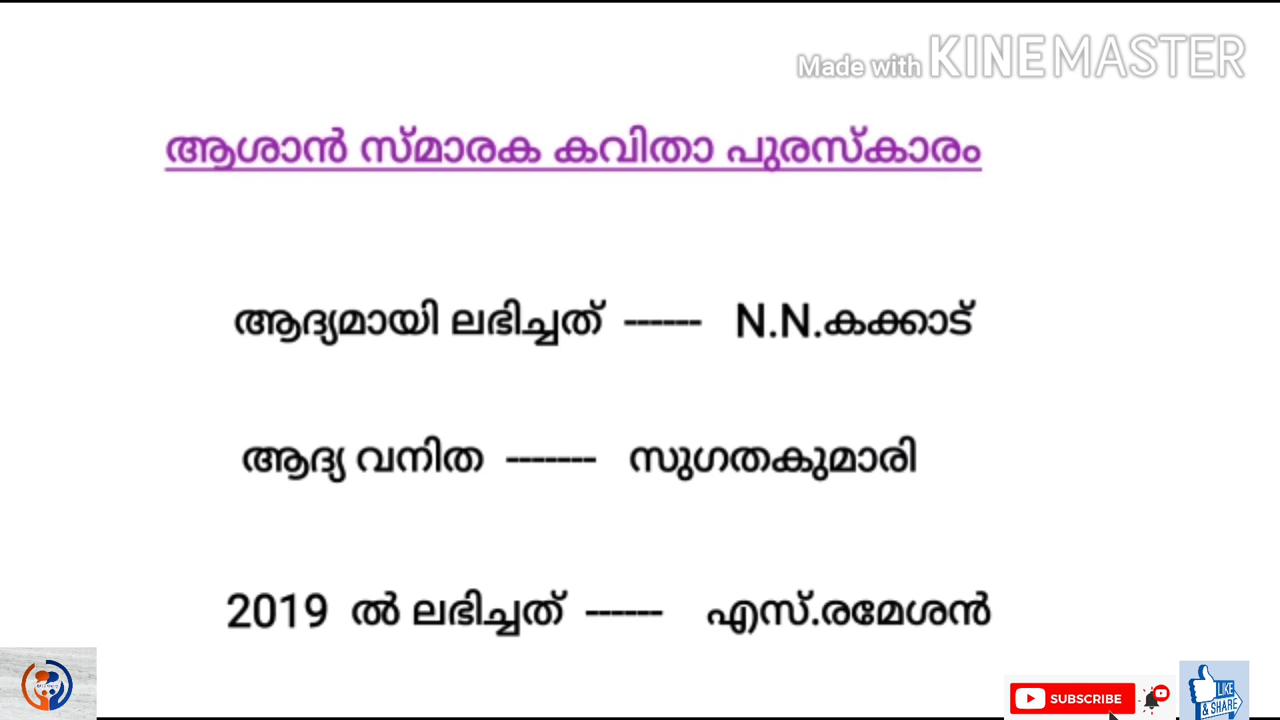 Made with KINEMASTER
ആശാൻ സ്മാരക കവിതാ പുരസ്കാരം
ആദ്യമായി ലഭിച്ചത് ------ N.N.കക്കാട്
ആദ്യ വനിത ------- സുഗതകുമാരി
2019 ൽ ലഭിച്ചത് ------ എസ്.രമേശൻ
SUBSCRIBE
LIKE
& SHARE